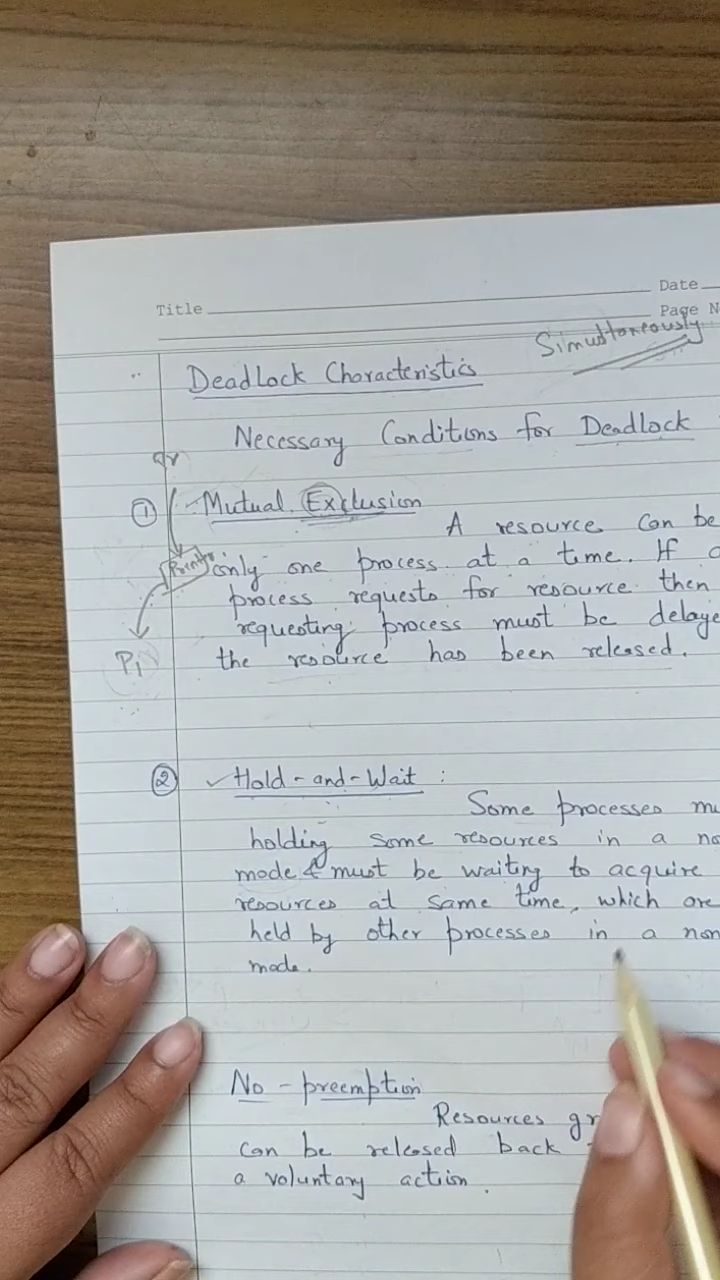 Date
Title
Page N
Simultaneously
Deadlock Characteristics
Necessary Conditions for Deadlock
① Mutual Exclusion
A resource can be
only one process at a time. If a
process requests for resource then
requesting process must be delaye
the resource has been released.
Printer
P1
② Hold-and-Wait :
Some processes mu
holding some resources in a no
mode & must be waiting to acquire
resources at same time, which are
held by other processes in a non
mode.
No-preemption
Resources gr
can be released back
a voluntary action.